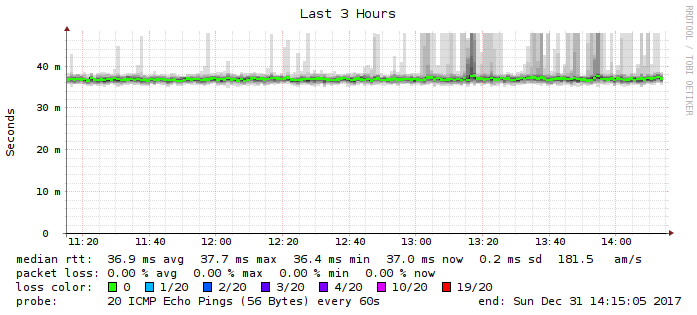 Last 3 Hours
RRDTOOL / TOBI OETIKER
Seconds
40 m
30 m
20 m
10 m
0
11:20 11:40 12:00 12:20 12:40 13:00 13:20 13:40 14:00
median rtt: 36.9 ms avg 37.7 ms max 36.4 ms min 37.0 ms now 0.2 ms sd 181.5 am/s
packet loss: 0.00 % avg 0.00 % max 0.00 % min 0.00 % now
loss color: 0 1/20 2/20 3/20 4/20 10/20 19/20
probe: 20 ICMP Echo Pings (56 Bytes) every 60s end: Sun Dec 31 14:15:05 2017